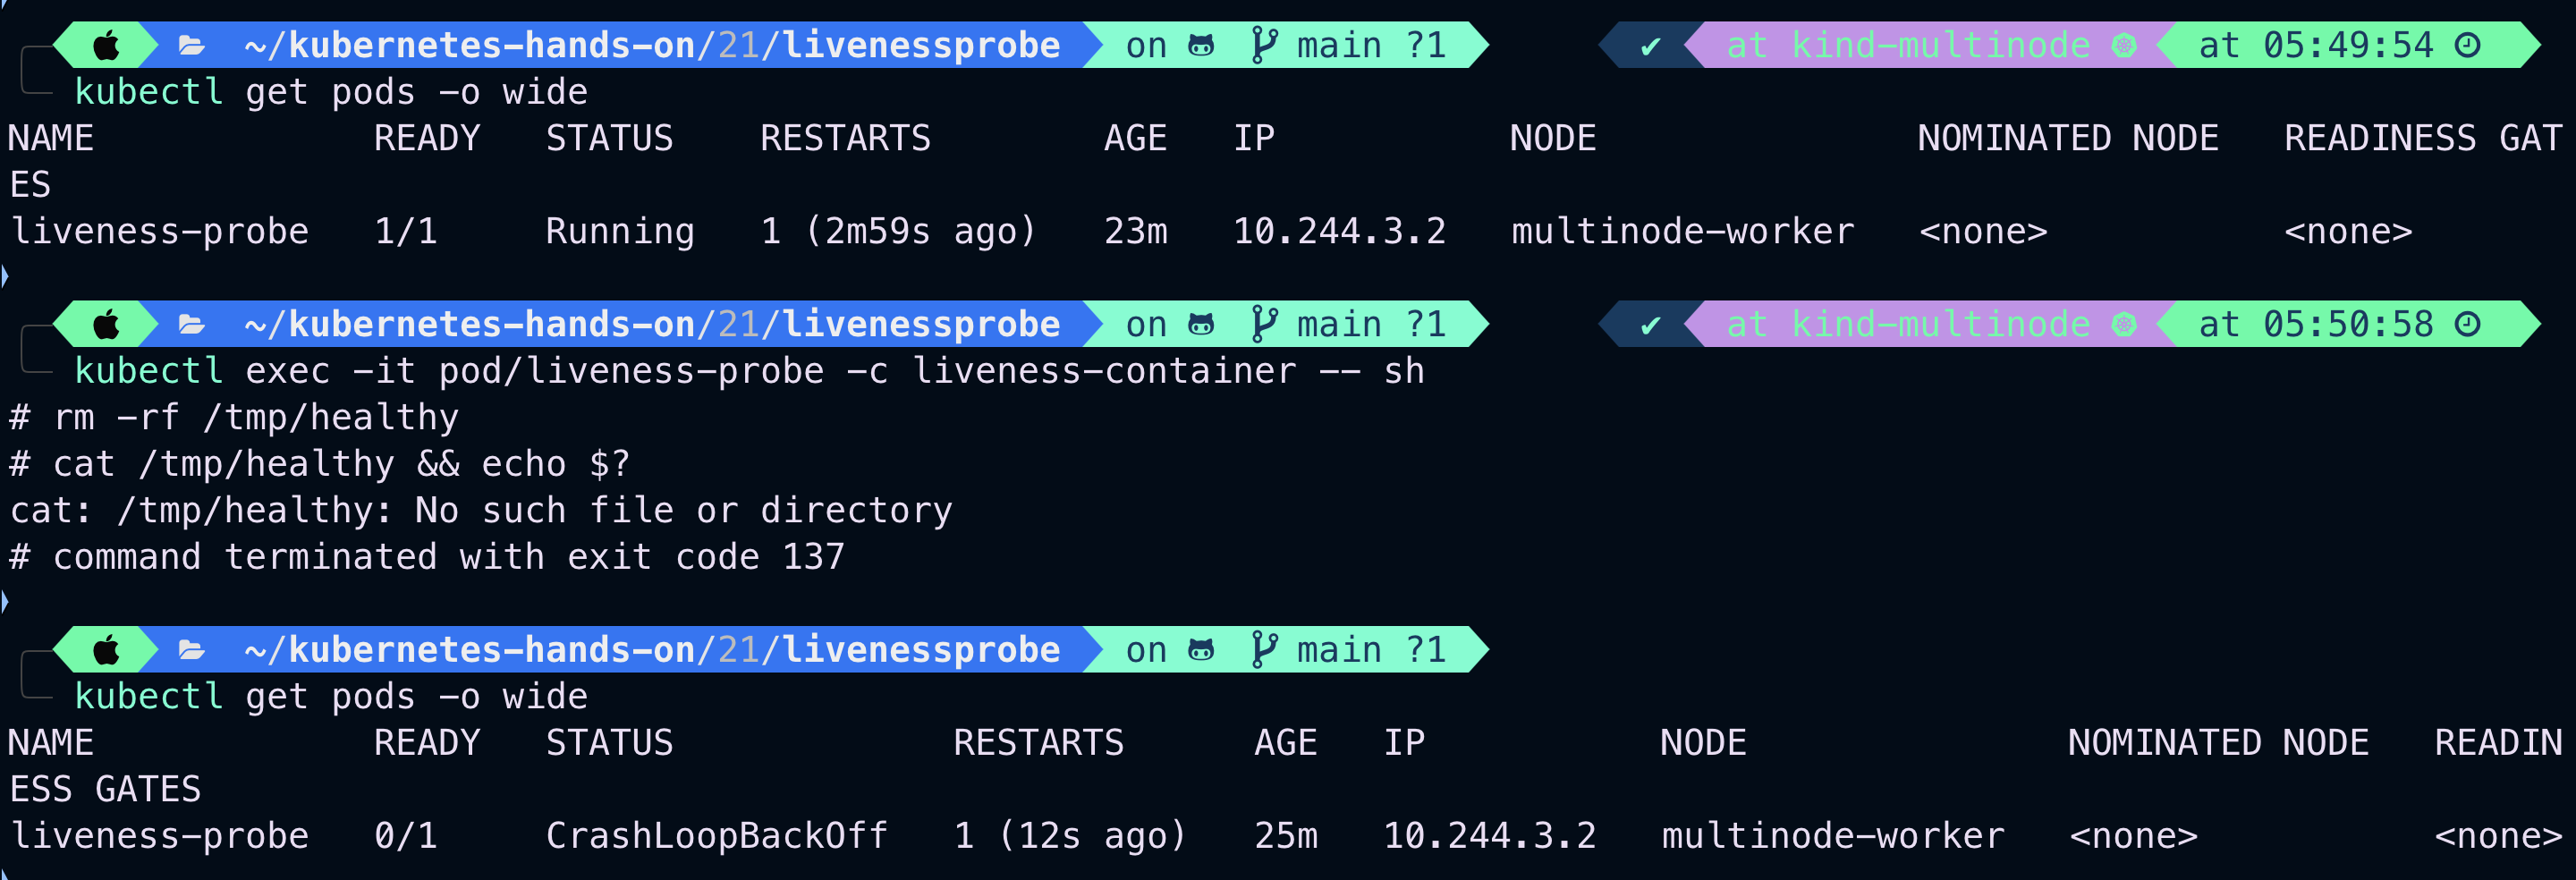 ~/kubernetes-hands-on/21/livenessprobe on main ?1 ✔ at kind-multinode at 05:49:54
kubectl get pods -o wide
NAME READY STATUS RESTARTS AGE IP NODE NOMINATED NODE READINESS GAT
ES
liveness-probe 1/1 Running 1 (2m59s ago) 23m 10.244.3.2 multinode-worker <none> <none>
~/kubernetes-hands-on/21/livenessprobe on main ?1 ✔ at kind-multinode at 05:50:58
kubectl exec -it pod/liveness-probe -c liveness-container -- sh
# rm -rf /tmp/healthy
# cat /tmp/healthy && echo $?
cat: /tmp/healthy: No such file or directory
# command terminated with exit code 137
~/kubernetes-hands-on/21/livenessprobe on main ?1
kubectl get pods -o wide
NAME READY STATUS RESTARTS AGE IP NODE NOMINATED NODE READIN
ESS GATES
liveness-probe 0/1 CrashLoopBackOff 1 (12s ago) 25m 10.244.3.2 multinode-worker <none> <none>